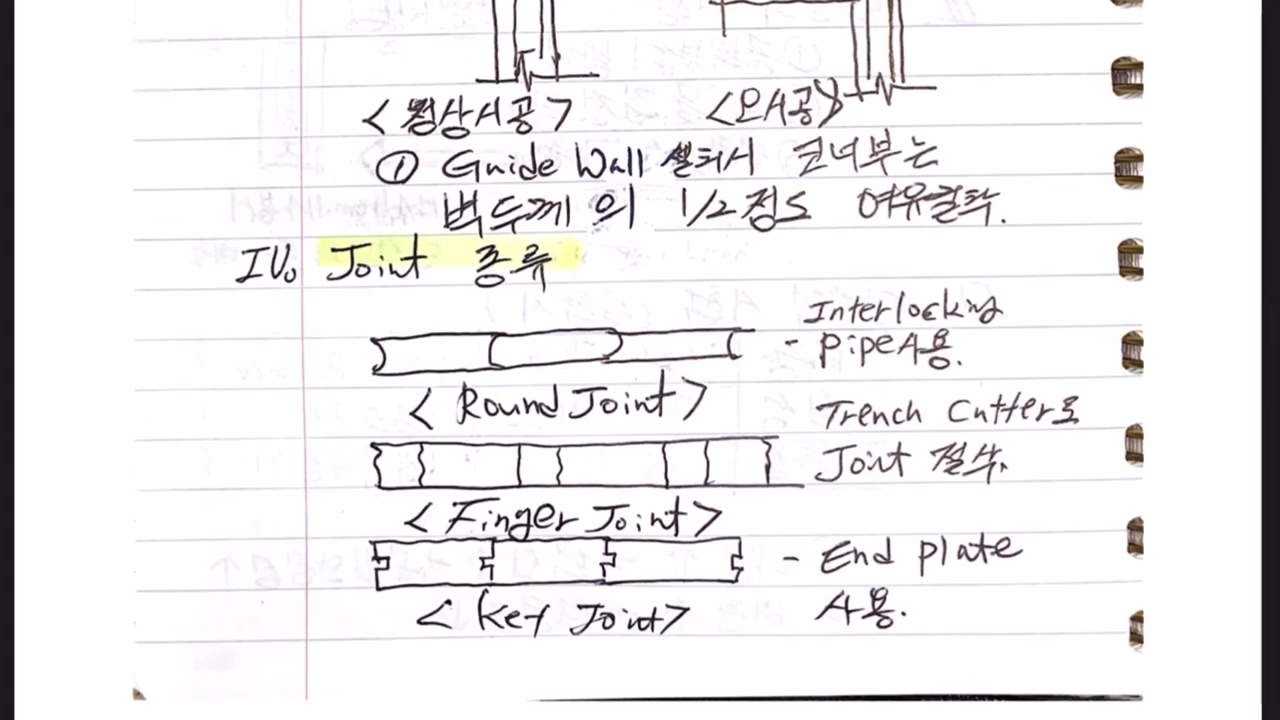 <정상시공> <오시공>
① Guide Wall 설치시 코너부는
벽두께의 1/2정도 여유굴착.
IV. Joint 종류
Interlocking
- pipe사용.
< Round Joint >
Trench Cutter로
Joint 절삭.
< Finger Joint >
- End plate
사용.
< Key Joint >